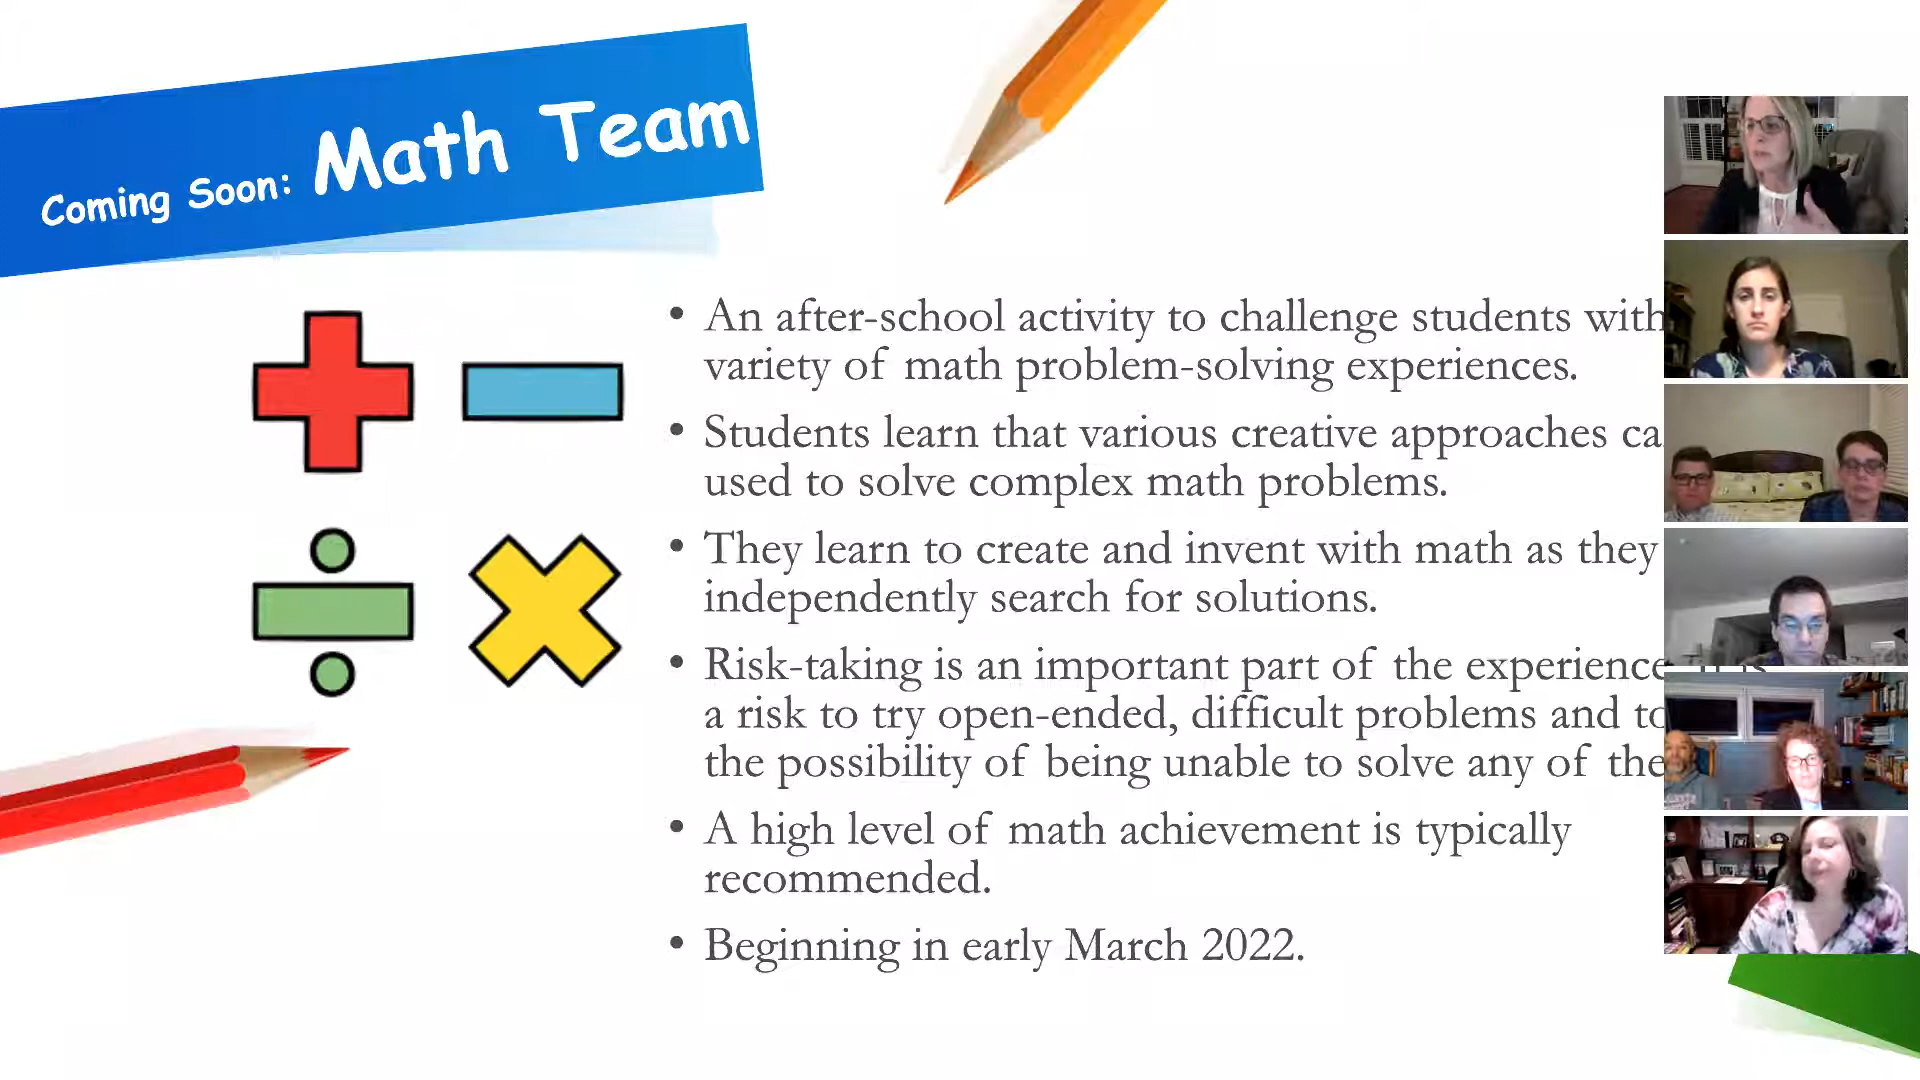 Coming Soon: Math Team
• An after-school activity to challenge students with
variety of math problem-solving experiences.
• Students learn that various creative approaches
used to solve complex math problems.
• They learn to create and invent with math as they
independently search for solutions.
• Risk-taking is an important part of the experience
a risk to try open-ended, difficult problems and to
the possibility of being unable to solve any of
• A high level of math achievement is typically
recommended.
• Beginning in early March 2022.